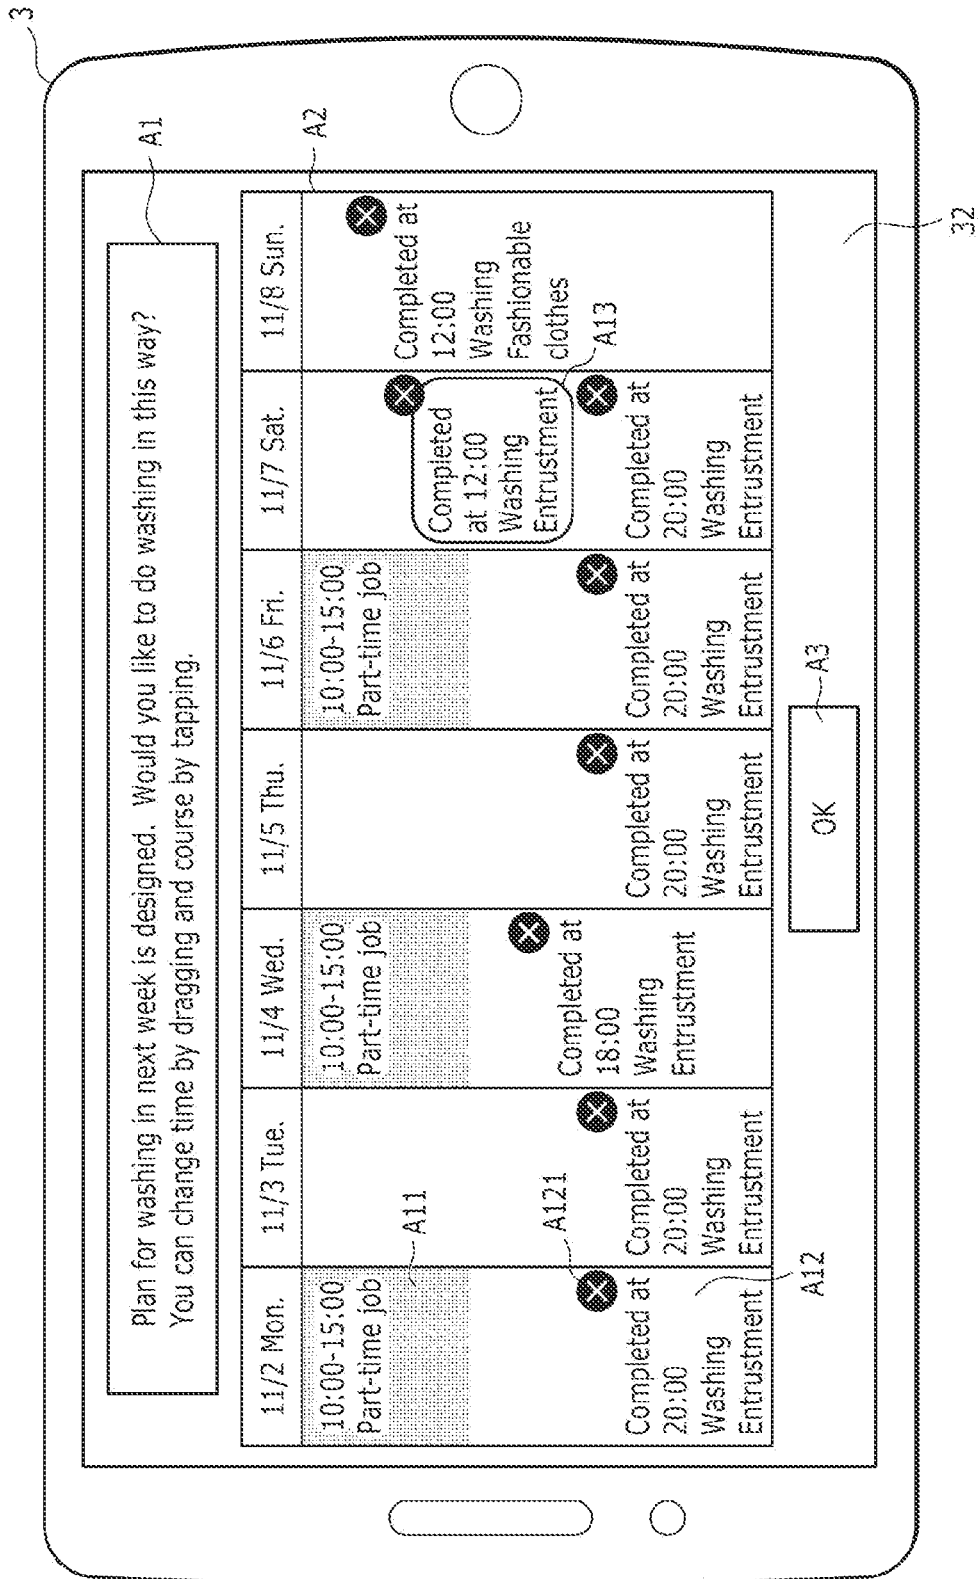 3
A1
Plan for washing in next week is designed. Would you like to do washing in this way?
You can change time by dragging and course by tapping.
A2
11/2 Mon.
10:00-15:00
Part-time job
A11
A121
Completed at
20:00
Washing
Entrustment
A12
11/3 Tue.
Completed at
20:00
Washing
Entrustment
11/4 Wed.
10:00-15:00
Part-time job
Completed at
18:00
Washing
Entrustment
11/5 Thu.
Completed at
20:00
Washing
Entrustment
11/6 Fri.
10:00-15:00
Part-time job
Completed at
20:00
Washing
Entrustment
11/7 Sat.
Completed
at 12:00
Washing
Entrustment
A13
Completed at
20:00
Washing
Entrustment
11/8 Sun.
Completed at
12:00
Washing
Fashionable
clothes
OK
A3
32